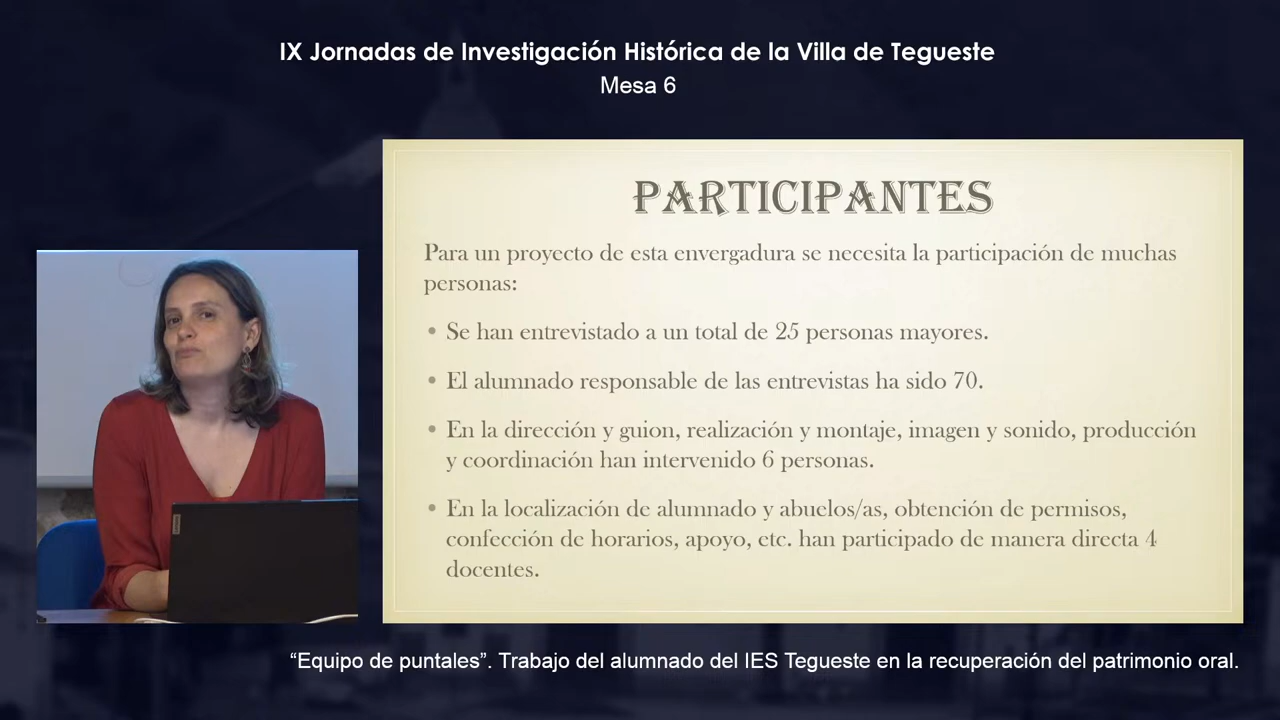 IX Jornadas de Investigación Histórica de la Villa de Tegueste
Mesa 6
PARTICIPANTES
Para un proyecto de esta envergadura se necesita la participación de muchas
personas:
• Se han entrevistado a un total de 25 personas mayores.
• El alumnado responsable de las entrevistas ha sido 70.
• En la dirección y guion, realización y montaje, imagen y sonido, producción
y coordinación han intervenido 6 personas.
• En la localización de alumnado y abuelos/as, obtención de permisos,
confección de horarios, apoyo, etc. han participado de manera directa 4
docentes.
“Equipo de puntales”. Trabajo del alumnado del IES Tegueste en la recuperación del patrimonio oral.